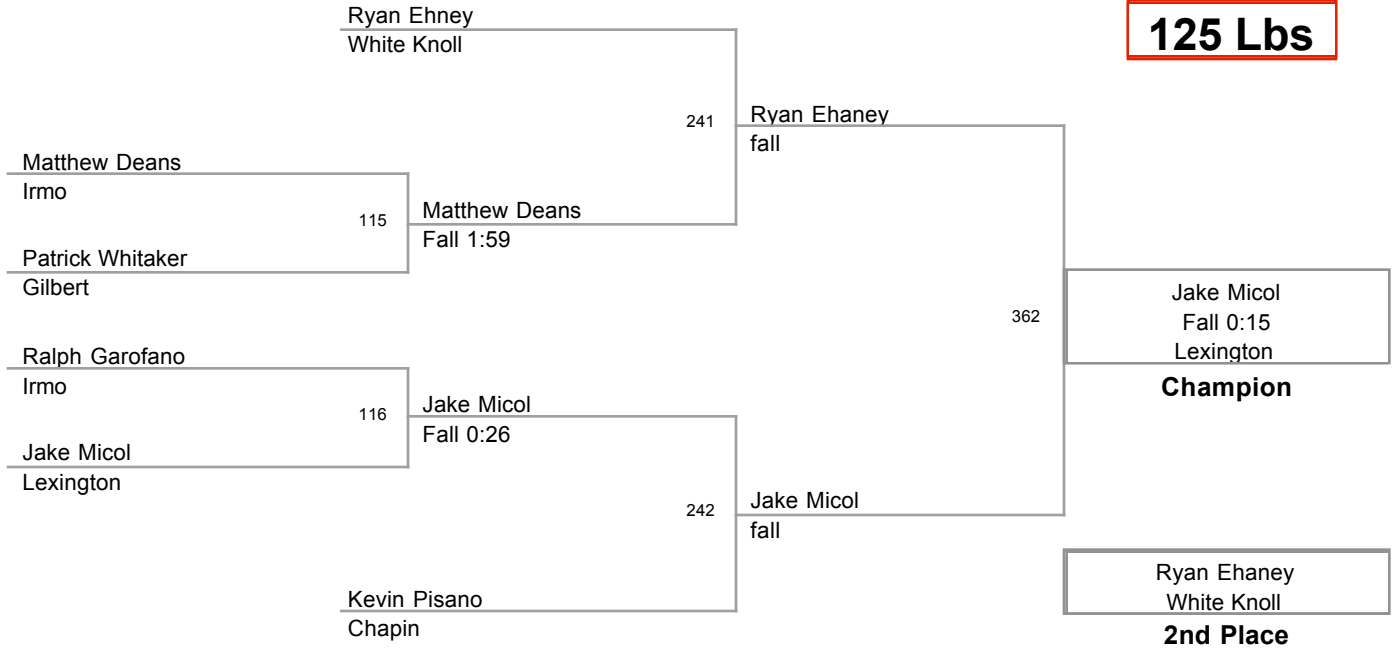 Ryan Ehney
White Knoll
125 Lbs
241
Ryan Ehaney
fall
Matthew Deans
Irmo
115
Matthew Deans
Fall 1:59
Patrick Whitaker
Gilbert
362
Jake Micol
Fall 0:15
Lexington
Champion
Ralph Garofano
Irmo
116
Jake Micol
Fall 0:26
Jake Micol
Lexington
242
Jake Micol
fall
Kevin Pisano
Chapin
Ryan Ehaney
White Knoll
2nd Place